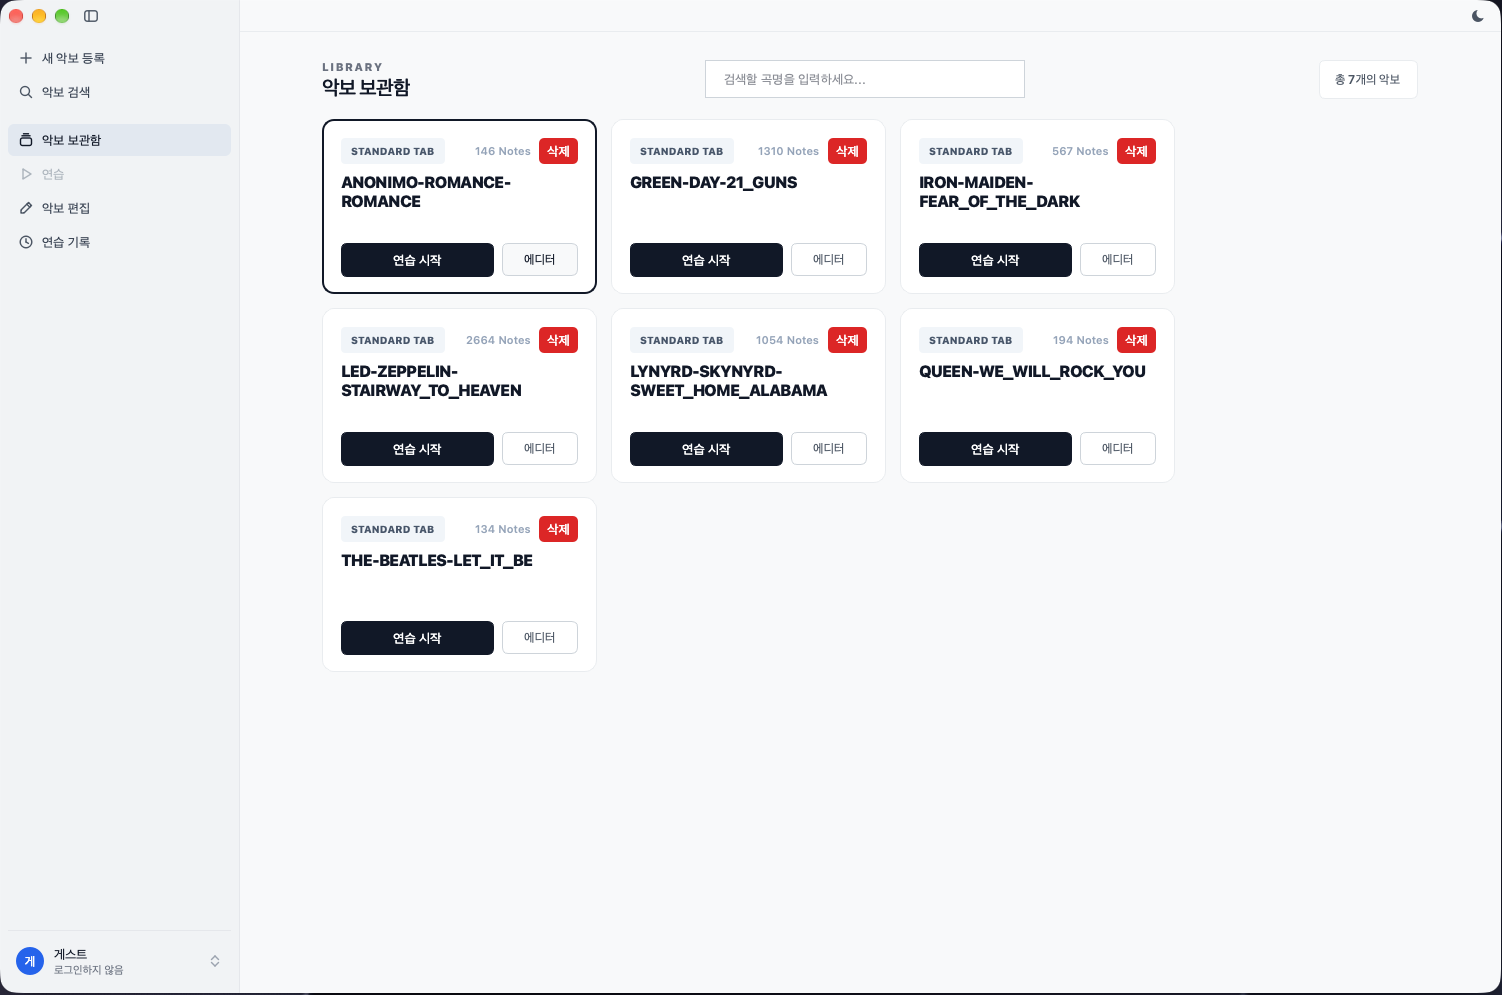 새 악보 등록
악보 검색
악보 보관함
연습
악보 편집
연습 기록
게
게스트
로그인하지 않음
LIBRARY
악보 보관함
검색할 곡명을 입력하세요...
총 7개의 악보
STANDARD TAB
146 Notes
삭제
ANONIMO-ROMANCE-
ROMANCE
연습 시작
에디터
STANDARD TAB
1310 Notes
삭제
GREEN-DAY-21_GUNS
연습 시작
에디터
STANDARD TAB
567 Notes
삭제
IRON-MAIDEN-
FEAR_OF_THE_DARK
연습 시작
에디터
STANDARD TAB
2664 Notes
삭제
LED-ZEPPELIN-
STAIRWAY_TO_HEAVEN
연습 시작
에디터
STANDARD TAB
1054 Notes
삭제
LYNYRD-SKYNYRD-
SWEET_HOME_ALABAMA
연습 시작
에디터
STANDARD TAB
194 Notes
삭제
QUEEN-WE_WILL_ROCK_YOU
연습 시작
에디터
STANDARD TAB
134 Notes
삭제
THE-BEATLES-LET_IT_BE
연습 시작
에디터